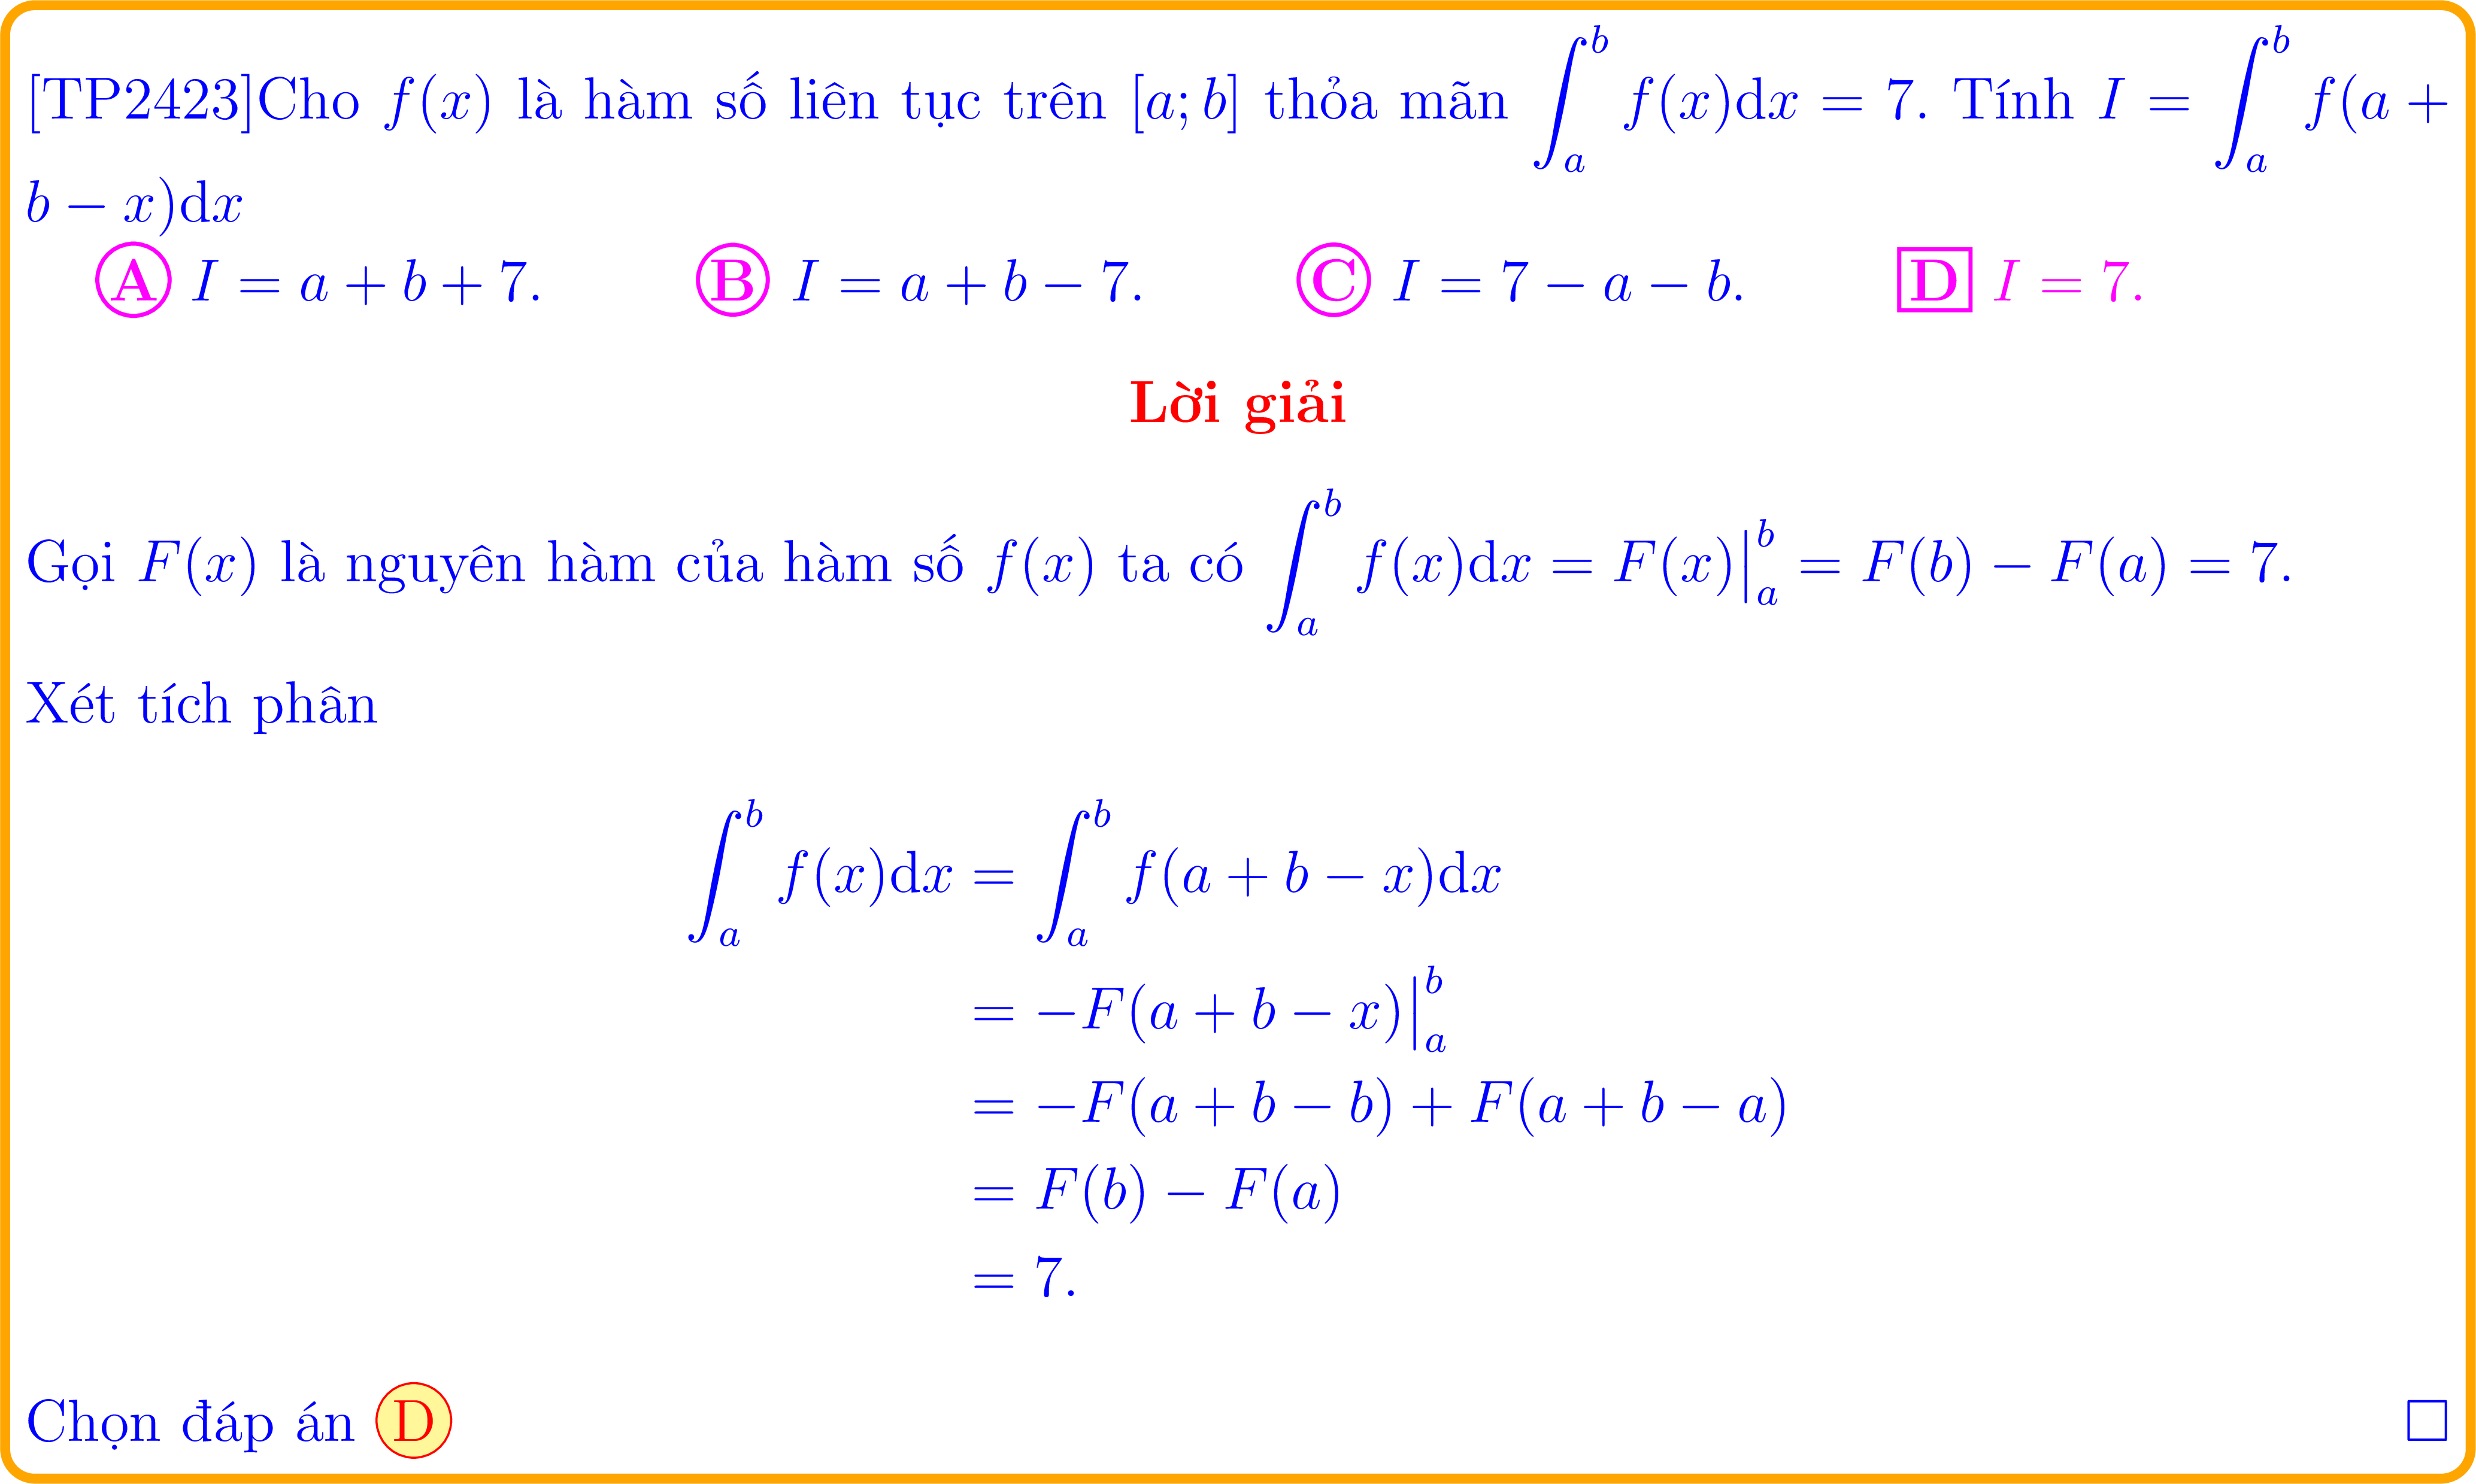 [TP2423]Cho $f(x)$ là hàm số liên tục trên $[a; b]$ thỏa mãn $\int_a^b f(x)\mathrm{d}x = 7$. Tính $I = \int_a^b f(a +$
$b - x)\mathrm{d}x$
A $I = a + b + 7.$ B $I = a + b - 7.$ C $I = 7 - a - b.$ D $I = 7.$
Lời giải
Gọi $F(x)$ là nguyên hàm của hàm số $f(x)$ ta có $\int_a^b f(x)\mathrm{d}x = F(x)\Big|_a^b = F(b) - F(a) = 7.$
Xét tích phân
$\int_a^b f(x)\mathrm{d}x = \int_a^b f(a + b - x)\mathrm{d}x$
$= -F(a + b - x)\Big|_a^b$
$= -F(a + b - b) + F(a + b - a)$
$= F(b) - F(a)$
$= 7.$
Chọn đáp án D □